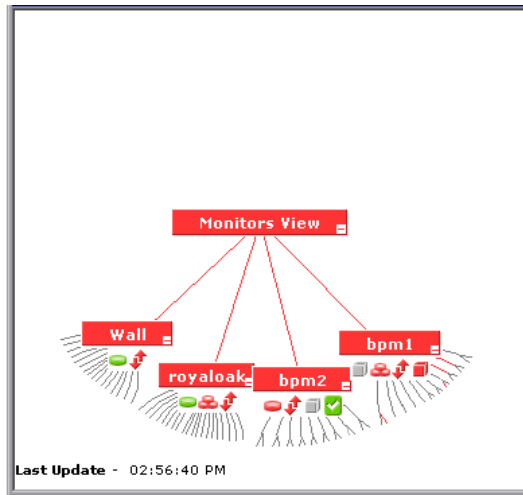 Monitors View
Wall
bpm1
royaloak
bpm2
Last Update - 02:56:40 PM